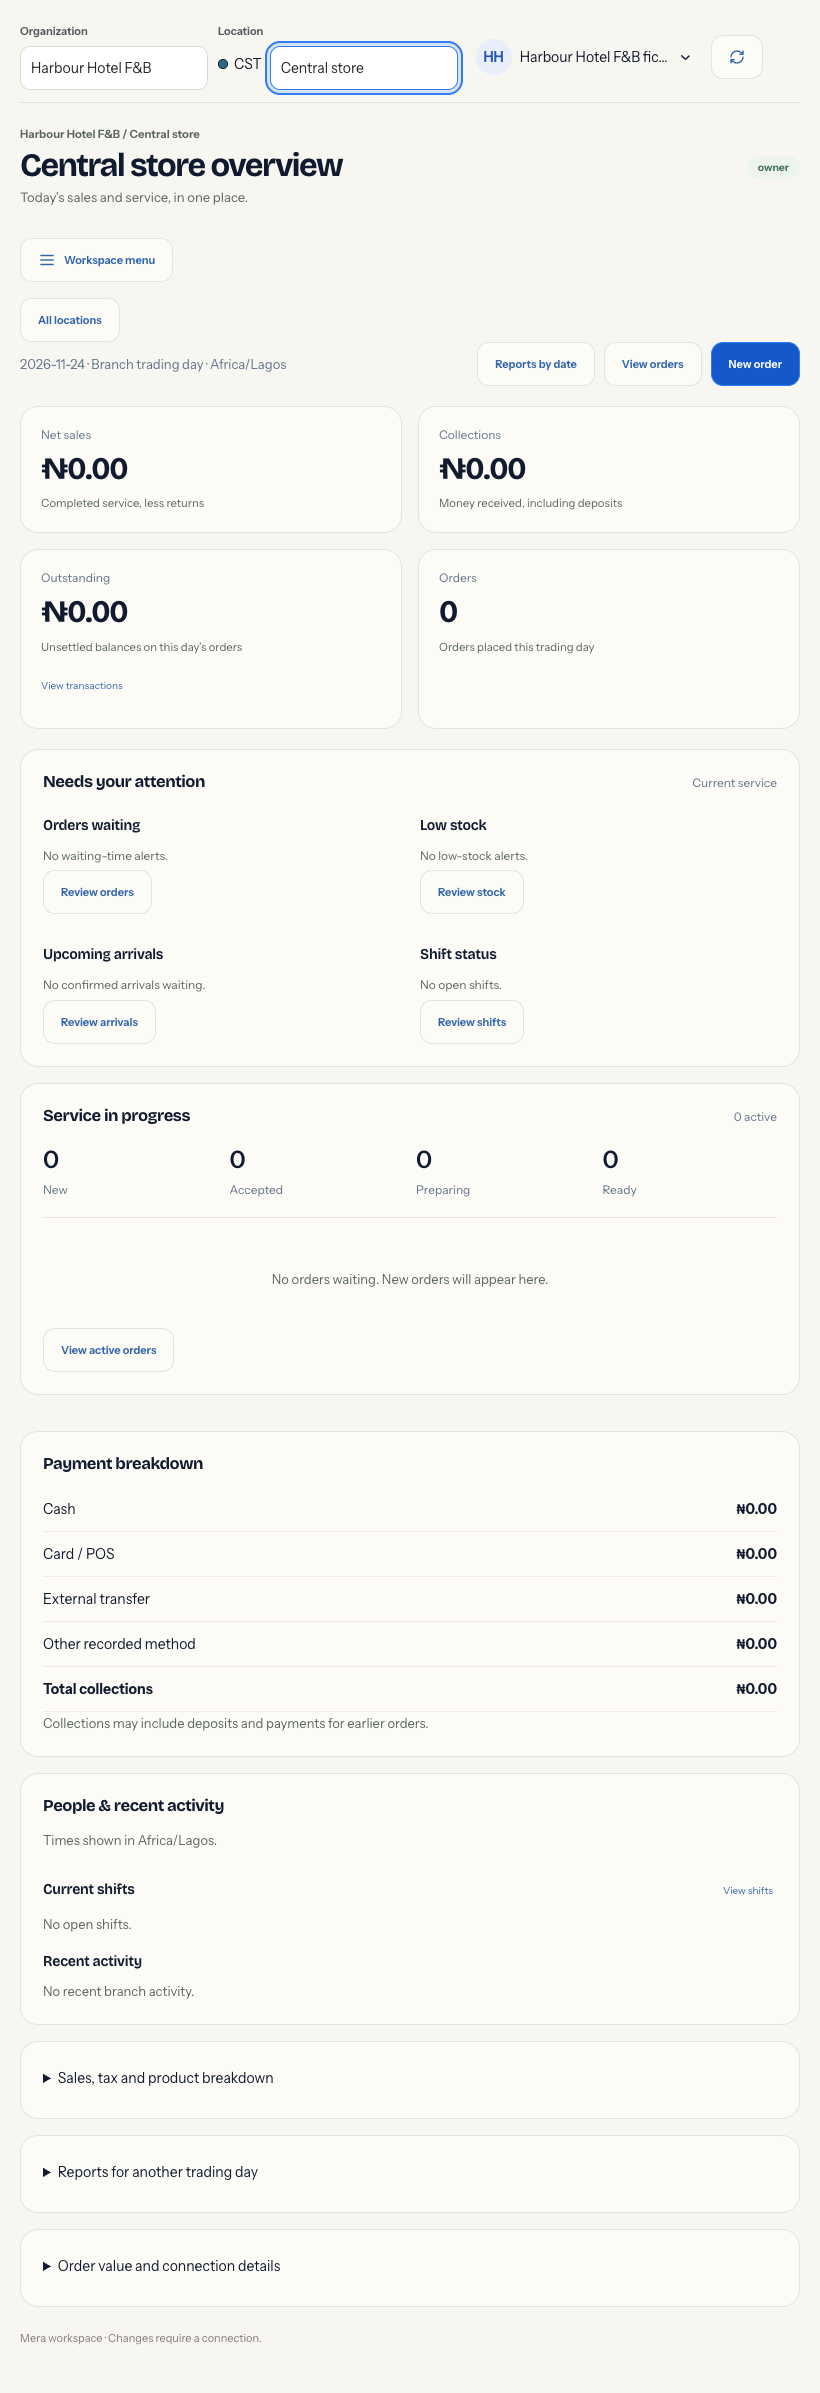 Organization
Location
Harbour Hotel F&B
CST
Central store
HH
Harbour Hotel F&B fic...
Harbour Hotel F&B / Central store
Central store overview
owner
Today's sales and service, in one place.
Workspace menu
All locations
2026-11-24 · Branch trading day · Africa/Lagos
Reports by date
View orders
New order
Net sales
₦0.00
Completed service, less returns
Collections
₦0.00
Money received, including deposits
Outstanding
₦0.00
Unsettled balances on this day's orders
View transactions
Orders
0
Orders placed this trading day
Needs your attention
Current service
Orders waiting
No waiting-time alerts.
Review orders
Low stock
No low-stock alerts.
Review stock
Upcoming arrivals
No confirmed arrivals waiting.
Review arrivals
Shift status
No open shifts.
Review shifts
Service in progress
0 active
0
New
0
Accepted
0
Preparing
0
Ready
No orders waiting. New orders will appear here.
View active orders
Payment breakdown
Cash ₦0.00
Card / POS ₦0.00
External transfer ₦0.00
Other recorded method ₦0.00
Total collections ₦0.00
Collections may include deposits and payments for earlier orders.
People & recent activity
Times shown in Africa/Lagos.
Current shifts
View shifts
No open shifts.
Recent activity
No recent branch activity.
Sales, tax and product breakdown
Reports for another trading day
Order value and connection details
Mera workspace · Changes require a connection.